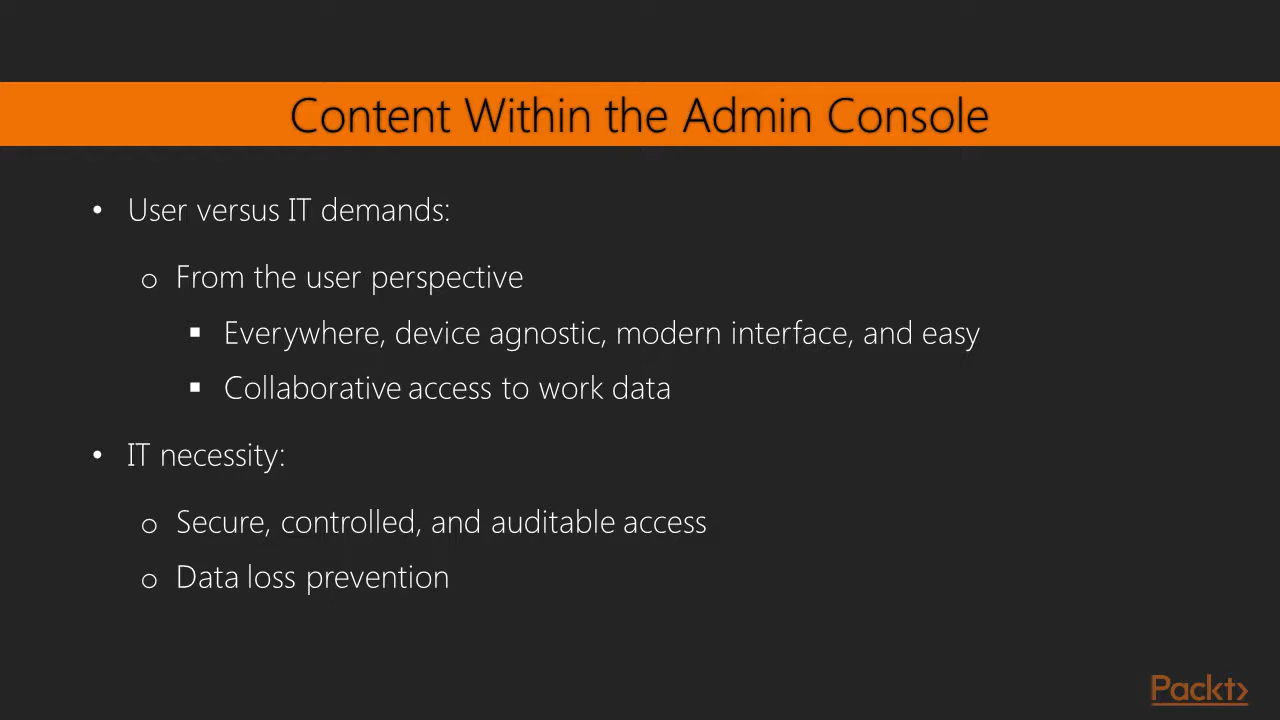 Content Within the Admin Console
• User versus IT demands:
o From the user perspective
▪ Everywhere, device agnostic, modern interface, and easy
▪ Collaborative access to work data
• IT necessity:
o Secure, controlled, and auditable access
o Data loss prevention
Packt>